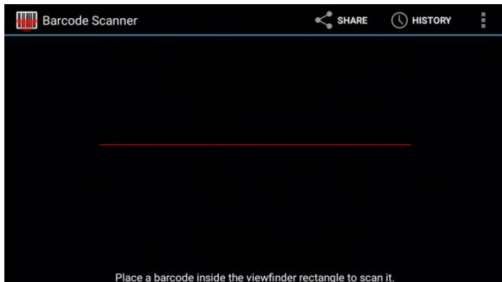 Barcode Scanner SHARE HISTORY
Place a barcode inside the viewfinder rectangle to scan it.